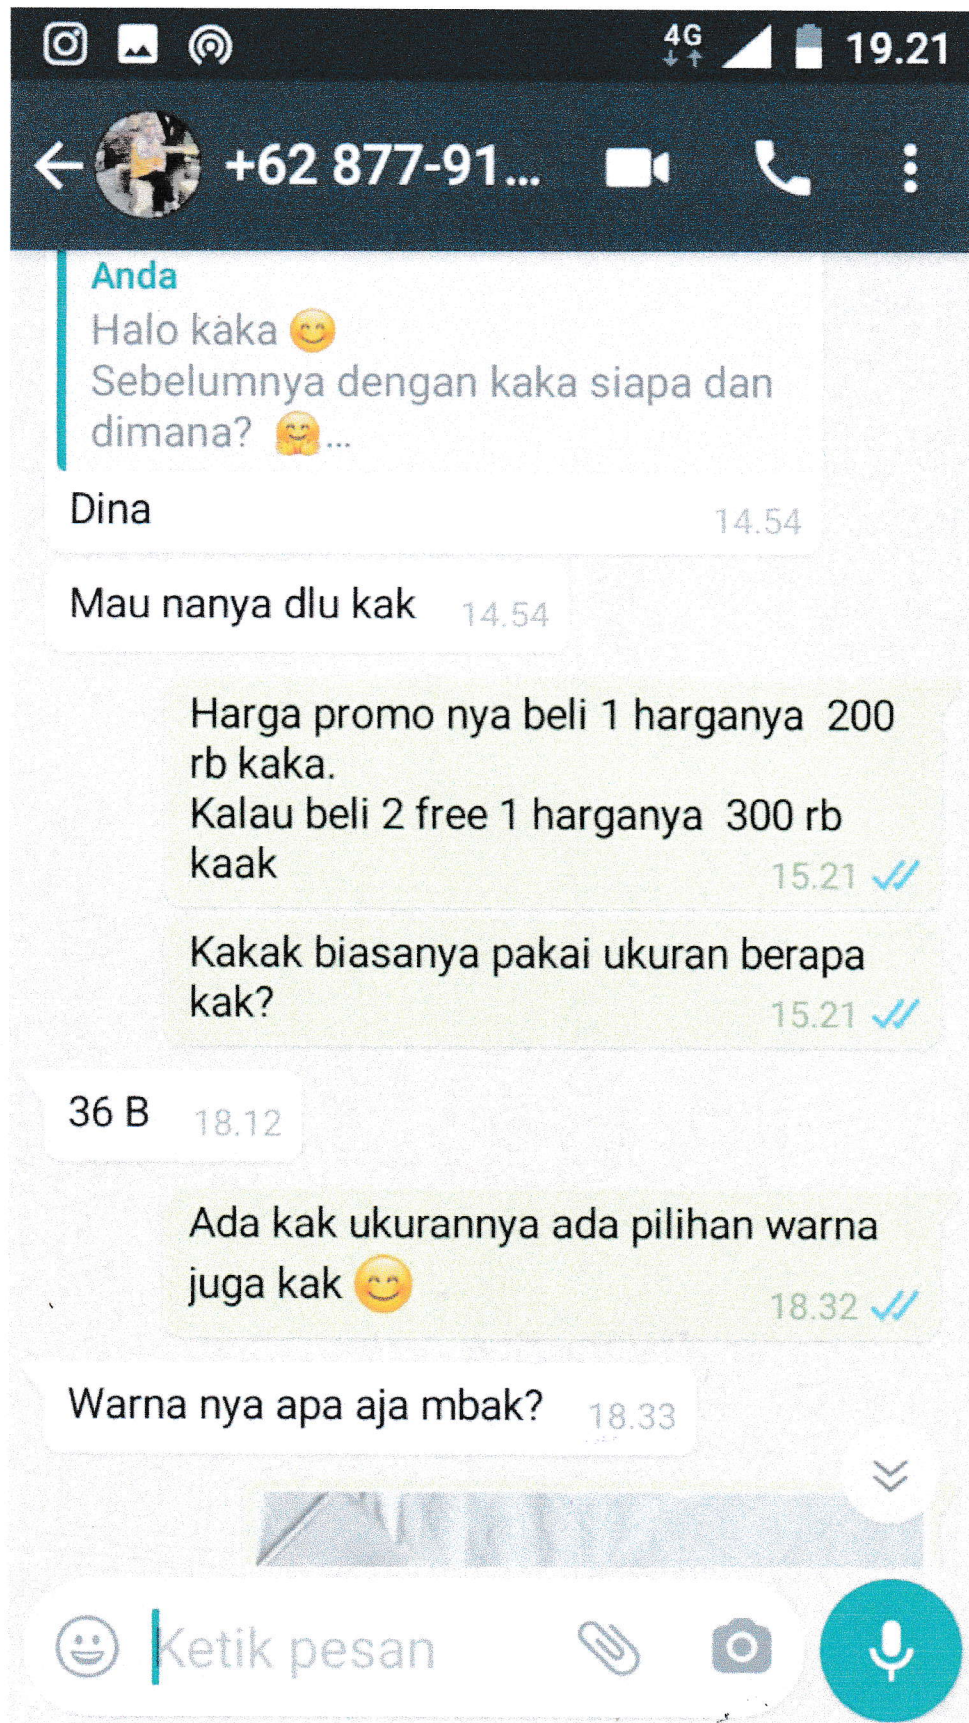 4G 19.21
+62 877-91...
Anda
Halo kaka 😊
Sebelumnya dengan kaka siapa dan
dimana? 🤗...
Dina 14.54
Mau nanya dlu kak 14.54
Harga promo nya beli 1 harganya 200
rb kaka.
Kalau beli 2 free 1 harganya 300 rb
kaak 15.21
Kakak biasanya pakai ukuran berapa
kak? 15.21
36 B 18.12
Ada kak ukurannya ada pilihan warna
juga kak 😊 18.32
Warna nya apa aja mbak? 18.33
Ketik pesan